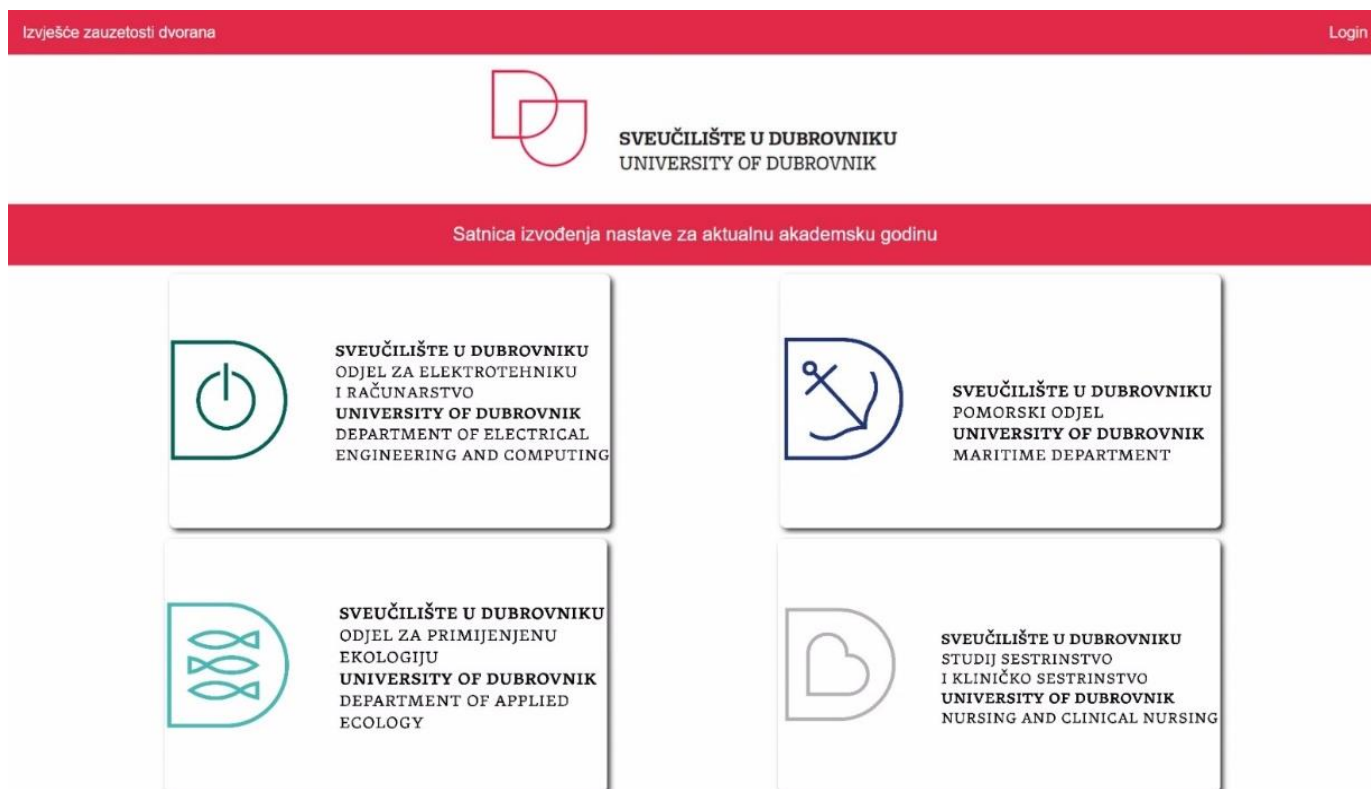 Izvješće zauzetosti dvorana
Login
SVEUČILIŠTE U DUBROVNIKU
UNIVERSITY OF DUBROVNIK
Satnica izvođenja nastave za aktualnu akademsku godinu
SVEUČILIŠTE U DUBROVNIKU
ODJEL ZA ELEKTROTEHNIKU
I RAČUNARSTVO
UNIVERSITY OF DUBROVNIK
DEPARTMENT OF ELECTRICAL
ENGINEERING AND COMPUTING
SVEUČILIŠTE U DUBROVNIKU
POMORSKI ODJEL
UNIVERSITY OF DUBROVNIK
MARITIME DEPARTMENT
SVEUČILIŠTE U DUBROVNIKU
ODJEL ZA PRIMIJENJENU
EKOLOGIJU
UNIVERSITY OF DUBROVNIK
DEPARTMENT OF APPLIED
ECOLOGY
SVEUČILIŠTE U DUBROVNIKU
STUDIJ SESTRINSTVO
I KLINIČKO SESTRINSTVO
UNIVERSITY OF DUBROVNIK
NURSING AND CLINICAL NURSING